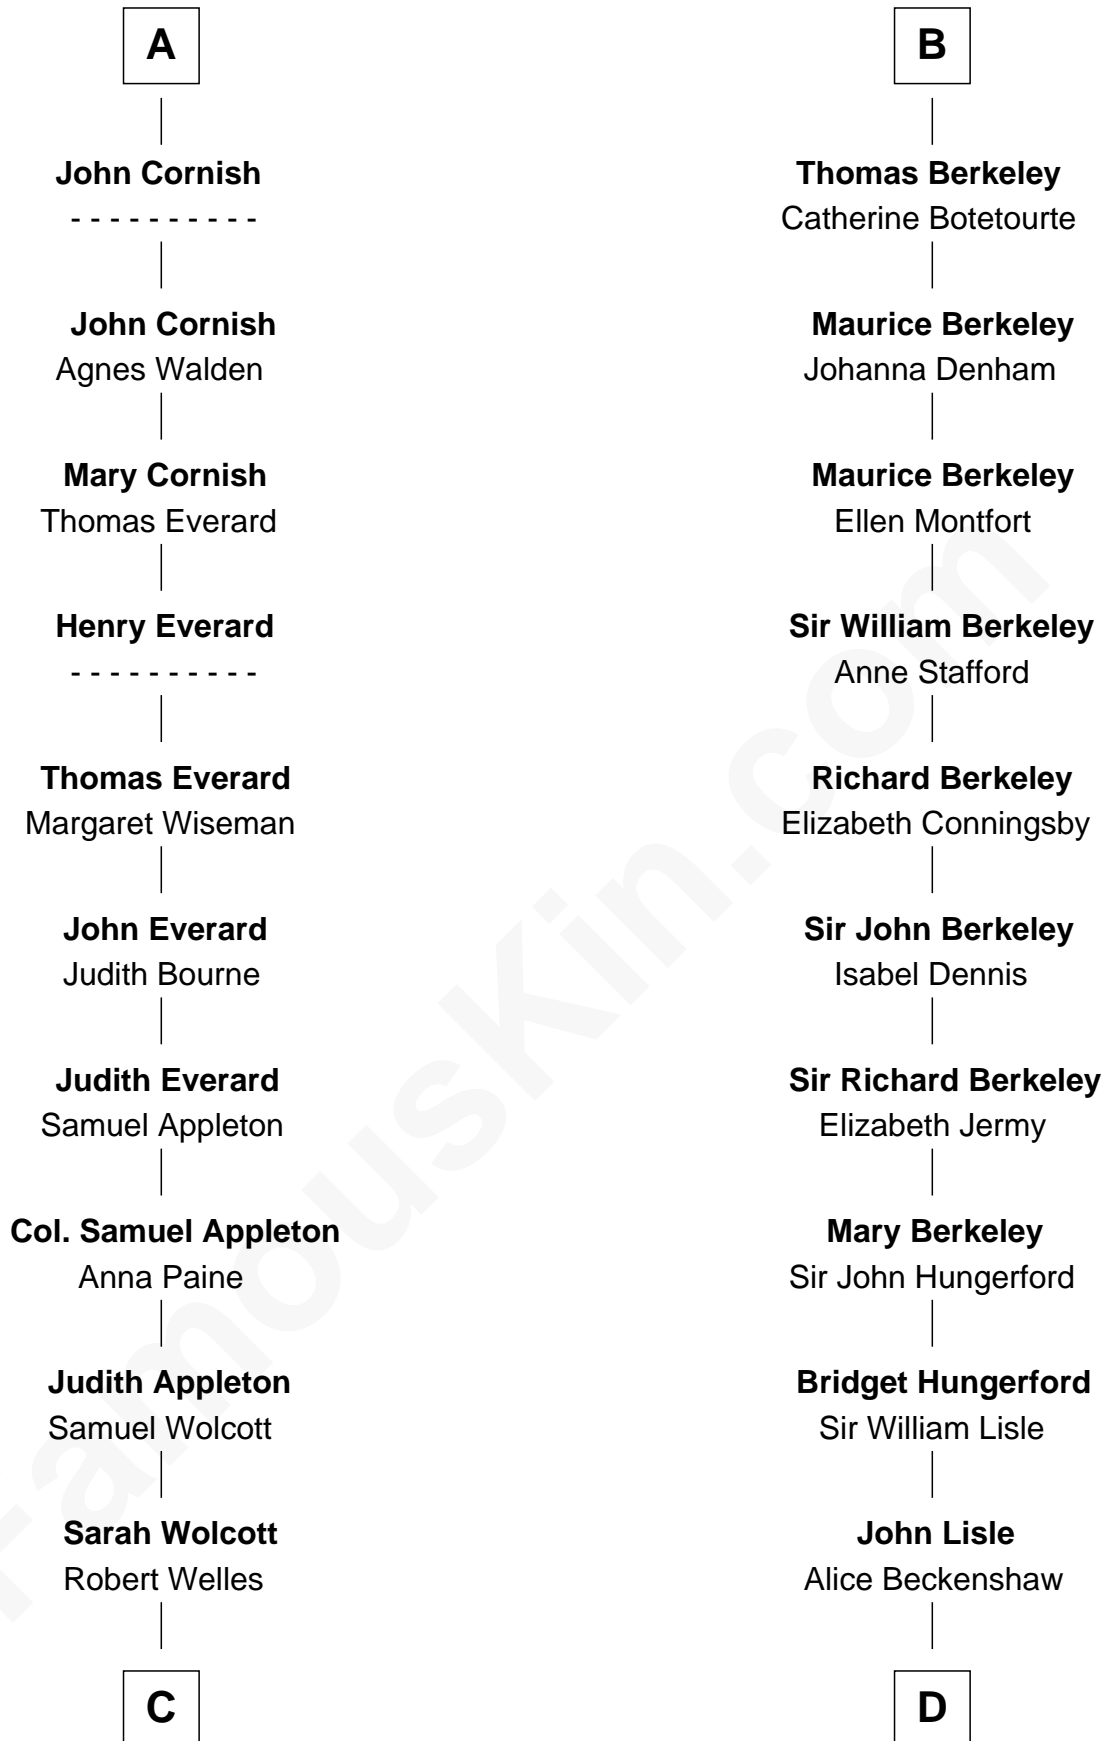 A
John Cornish
- - - - - - - - - -
John Cornish
Agnes Walden
Mary Cornish
Thomas Everard
Henry Everard
- - - - - - - - - -
Thomas Everard
Margaret Wiseman
John Everard
Judith Bourne
Judith Everard
Samuel Appleton
Col. Samuel Appleton
Anna Paine
Judith Appleton
Samuel Wolcott
Sarah Wolcott
Robert Welles
C
B
Thomas Berkeley
Catherine Botetourte
Maurice Berkeley
Johanna Denham
Maurice Berkeley
Ellen Montfort
Sir William Berkeley
Anne Stafford
Richard Berkeley
Elizabeth Conningsby
Sir John Berkeley
Isabel Dennis
Sir Richard Berkeley
Elizabeth Jermy
Mary Berkeley
Sir John Hungerford
Bridget Hungerford
Sir William Lisle
John Lisle
Alice Beckenshaw
D
FamousKin.com